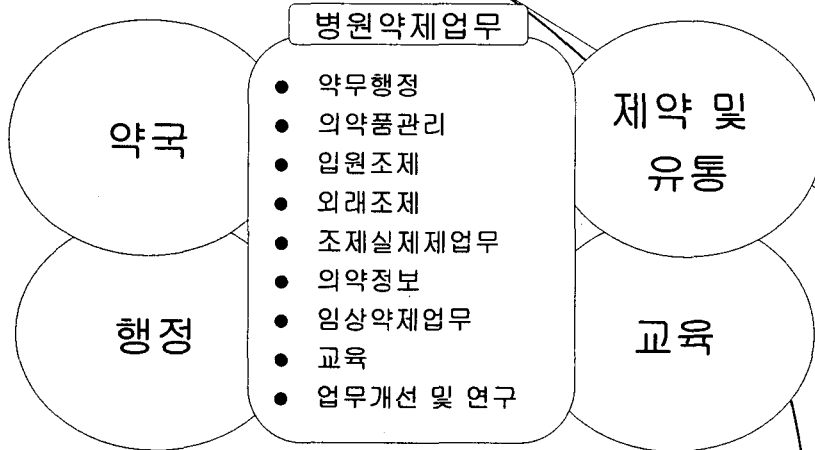 병원약제업무
약국
행정
● 약무행정
● 의약품관리
● 입원조제
● 외래조제
● 조제실제제업무
● 의약정보
● 임상약제업무
● 교육
● 업무개선 및 연구
제약 및
유통
교육